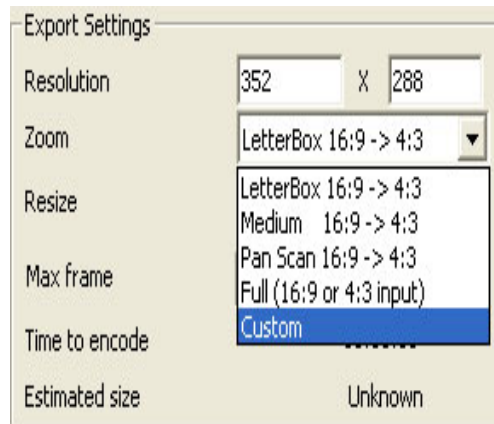 Export Settings
Resolution 352 X 288
Zoom LetterBox 16:9 -> 4:3
Resize
LetterBox 16:9 -> 4:3
Medium 16:9 -> 4:3
Pan Scan 16:9 -> 4:3
Max frame
Full (16:9 or 4:3 input)
Custom
Time to encode
Estimated size Unknown